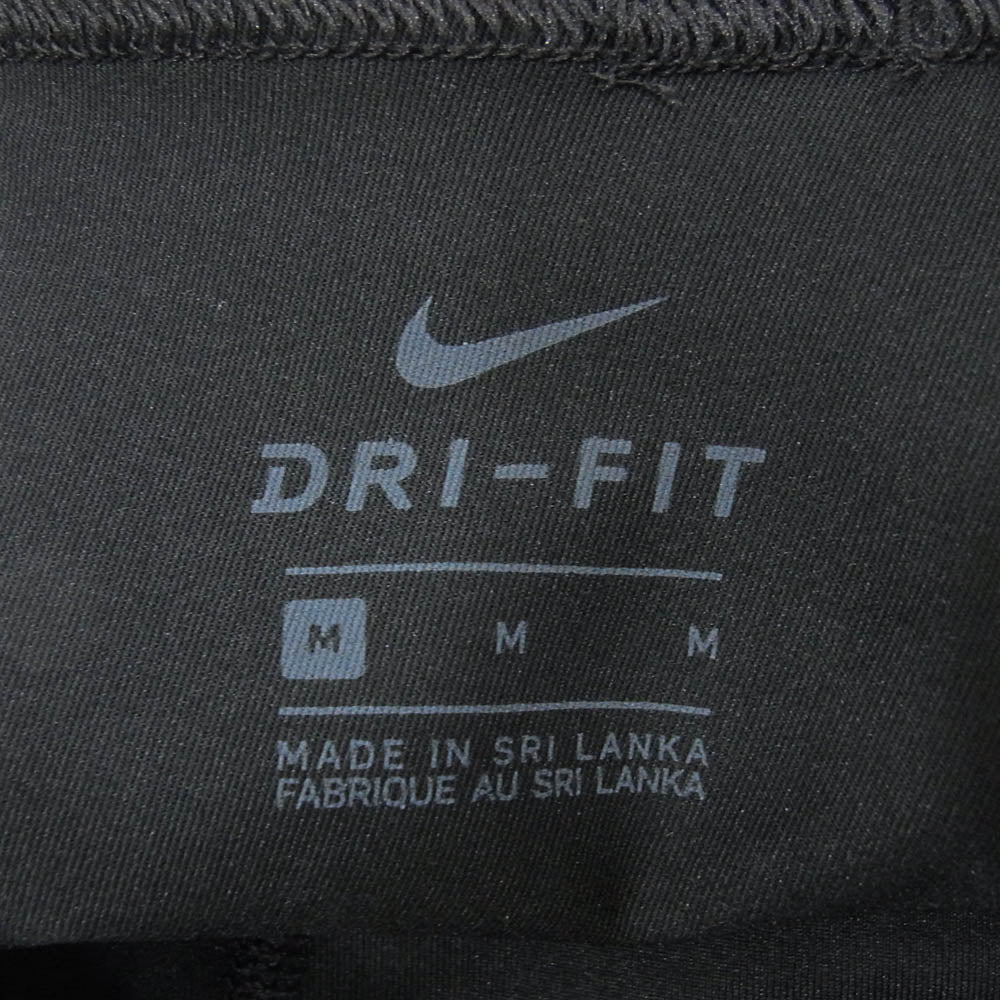 DRI-FIT
M M M
MADE IN SRI LANKA
FABRIQUE AU SRI LANKA